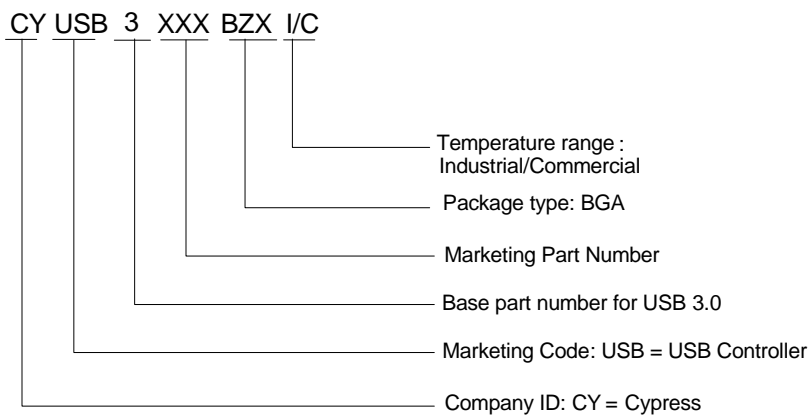 CY USB 3 XXX BZX I/C
Temperature range :
Industrial/Commercial
Package type: BGA
Marketing Part Number
Base part number for USB 3.0
Marketing Code: USB = USB Controller
Company ID: CY = Cypress